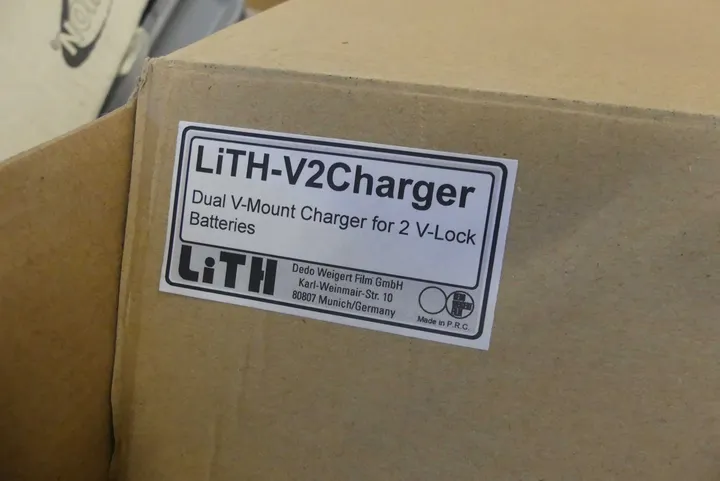 LiTH-V2Charger
Dual V-Mount Charger for 2 V-Lock
Batteries
LiTH
Dedo Weigert Film GmbH
Karl-Weinmair-Str. 10
80807 Munich/Germany
Made in P.R.C.